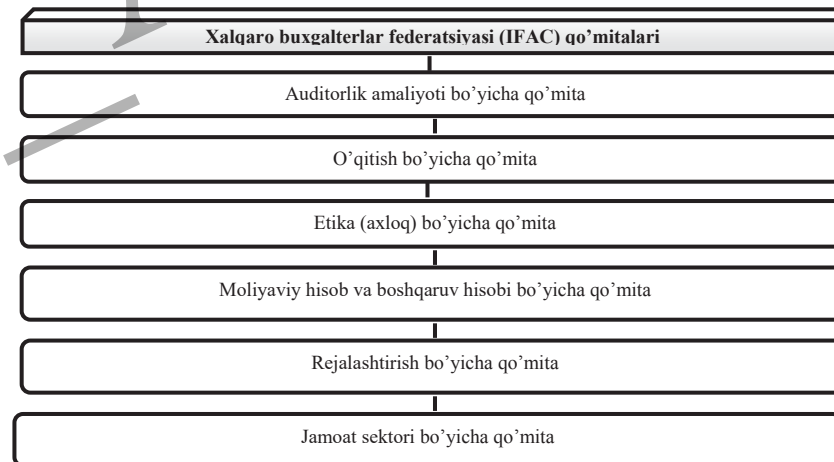 Xalqaro buxgalterlar federatsiyasi (IFAC) qo’mitalari
Auditorlik amaliyoti bo’yicha qo’mita
O’qitish bo’yicha qo’mita
Etika (axloq) bo’yicha qo’mita
Moliyaviy hisob va boshqaruv hisobi bo’yicha qo’mita
Rejalashtirish bo’yicha qo’mita
Jamoat sektori bo’yicha qo’mita